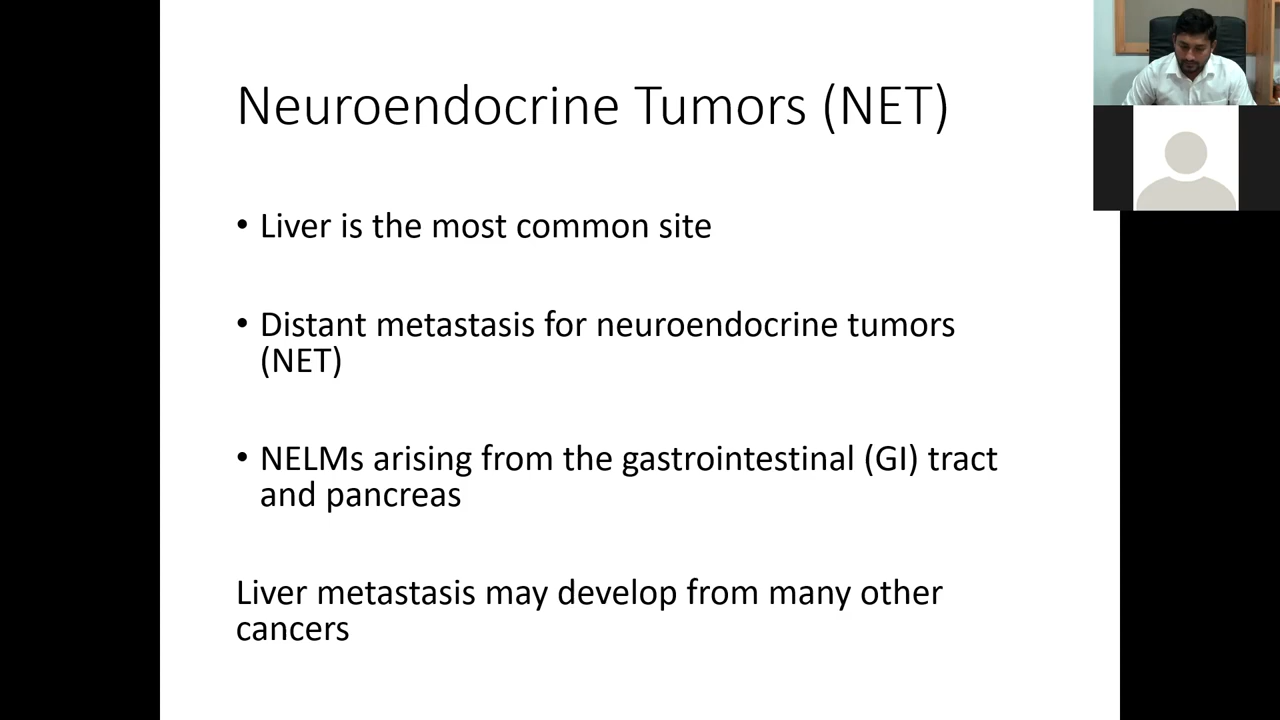 Neuroendocrine Tumors (NET)
• Liver is the most common site
• Distant metastasis for neuroendocrine tumors
(NET)
• NELMs arising from the gastrointestinal (GI) tract
and pancreas
Liver metastasis may develop from many other
cancers